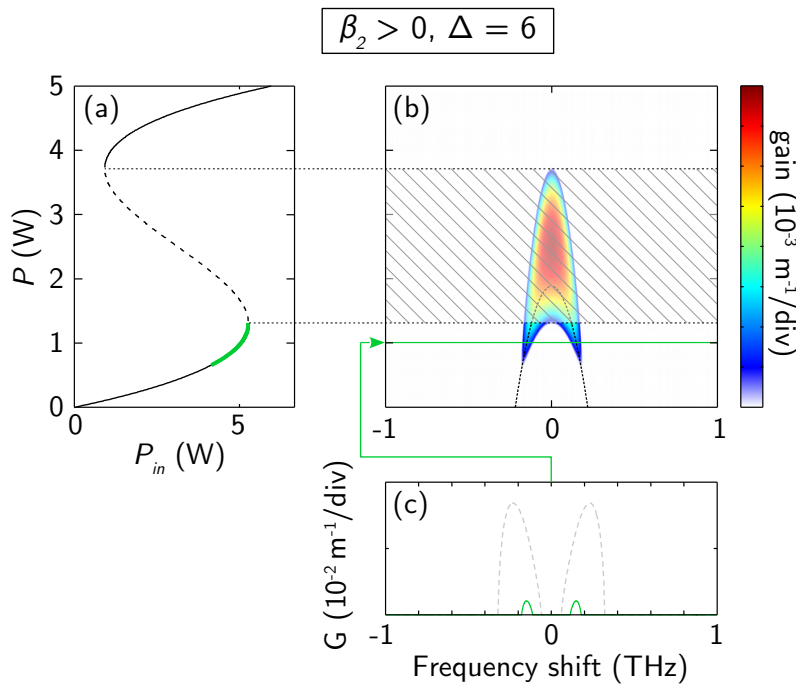 β₂ > 0, Δ = 6
(a)
5
4
3
2
1
0
P (W)
0
5
P_in (W)
(b)
-1
0
1
gain (10⁻³ m⁻¹/div)
(c)
G (10⁻² m⁻¹/div)
-1
0
1
Frequency shift (THz)